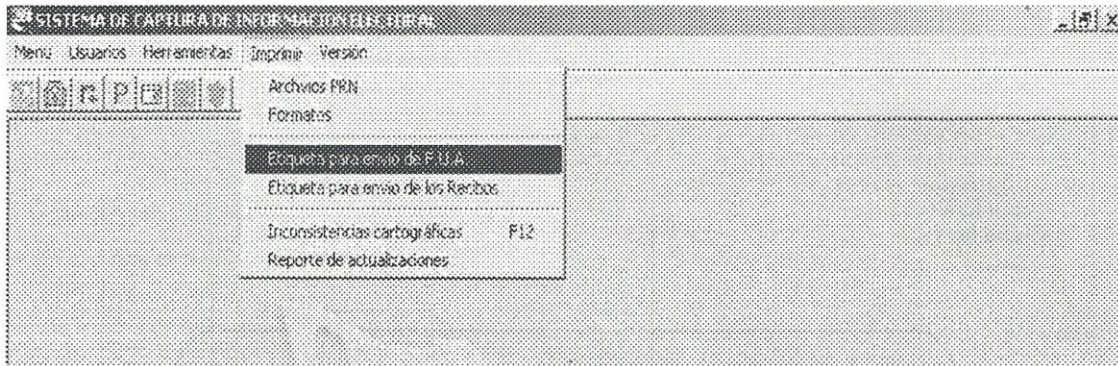 SISTEMA DE CAPTURA DE INFORMACION ELECTORAL
Menú Usuarios Herramientas Imprimir Versión
P
Archivos PRN
Formatos
Etiqueta para envio de F.U.A.
Etiqueta para envio de los Recibos
Inconsistencias cartográficas F12
Reporte de actualizaciones